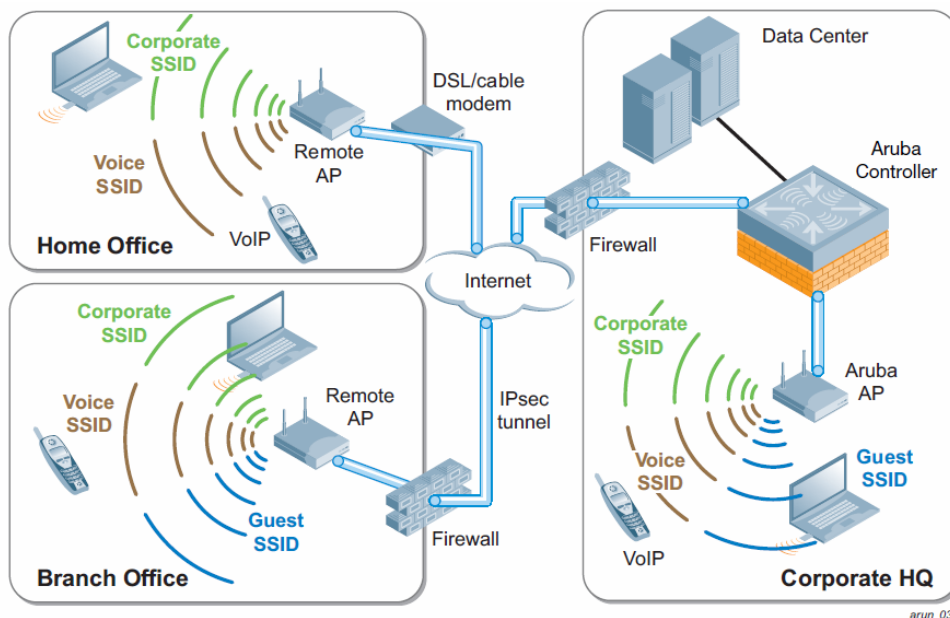 Corporate
SSID
Voice
SSID
Remote
AP
VoIP
Home Office
DSL/cable
modem
Data Center
Aruba
Controller
Firewall
Internet
Corporate
SSID
Voice
SSID
Remote
AP
IPsec
tunnel
Guest
SSID
Firewall
Branch Office
Corporate
SSID
Aruba
AP
Voice
SSID
Guest
SSID
VoIP
Corporate HQ
arun_03